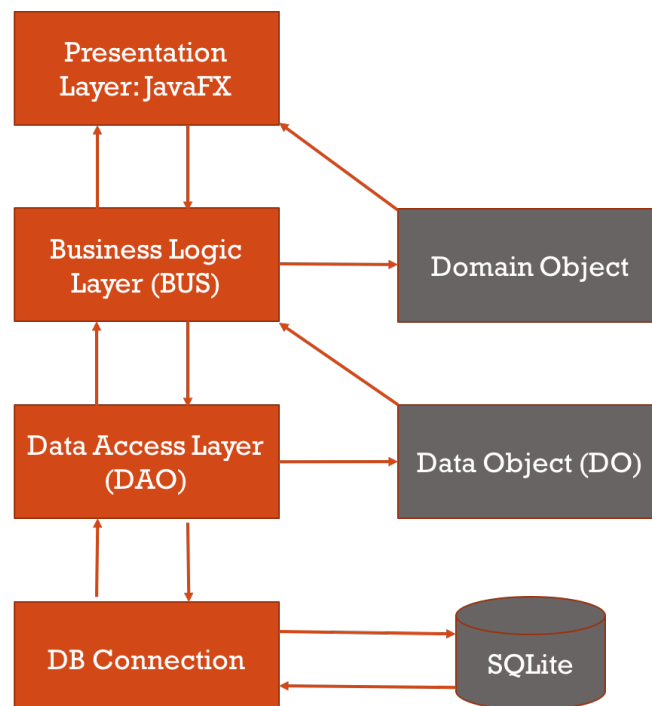 Presentation
Layer: JavaFX
Business Logic
Layer (BUS)
Domain Object
Data Access Layer
(DAO)
Data Object (DO)
DB Connection
SQLite